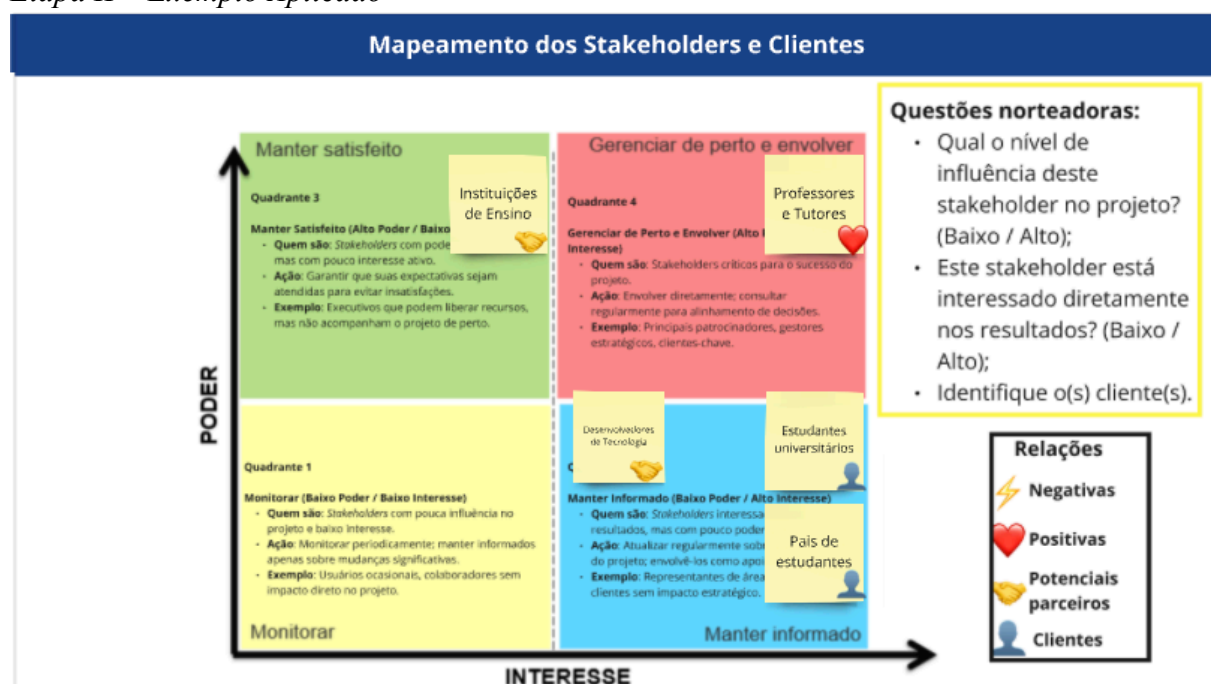 Etapa II – Exemplo Aplicado
Mapeamento dos Stakeholders e Clientes
Manter satisfeito
Instituições
de Ensino
Quadrante 3
Manter Satisfeito (Alto Poder / Baixo
Quem são: Stakeholders com pode
mas com pouco interesse ativo.
Ação: Garantir que suas expectativas sejam
atendidas para evitar insatisfações.
Exemplo: Executivos que podem liberar recursos,
mas não acompanham o projeto de perto.
Gerenciar de perto e envolver
Professores
e Tutores
Quadrante 4
Gerenciar de Perto e Envolver (Alto
Interesse)
Quem são: Stakeholders críticos para o sucesso do
projeto.
Ação: Envolver diretamente; consultar
regularmente para alinhamento de decisões.
Exemplo: Principais patrocinadores, gestores
estratégicos, clientes-chave.
Quadrante 1
Monitorar (Baixo Poder / Baixo Interesse)
Quem são: Stakeholders com pouca influência no
projeto e baixo interesse.
Ação: Monitorar periodicamente; manter informados
apenas sobre mudanças significativas.
Exemplo: Usuários ocasionais, colaboradores sem
impacto direto no projeto.
Monitorar
Desenvolvedores
de Tecnologia
Estudantes
universitários
Manter Informado (Baixo Poder / Alto Interesse)
Quem são: Stakeholders interessa
resultados, mas com pouco poder
Ação: Atualizar regularmente sobr
do projeto; envolvê-los como apoi
Exemplo: Representantes de área
clientes sem impacto estratégico.
Pais de
estudantes
Manter informado
PODER
INTERESSE
Questões norteadoras:
Qual o nível de
influência deste
stakeholder no projeto?
(Baixo / Alto);
Este stakeholder está
interessado diretamente
nos resultados? (Baixo /
Alto);
Identifique o(s) cliente(s).
Relações
Negativas
Positivas
Potenciais
parceiros
Clientes